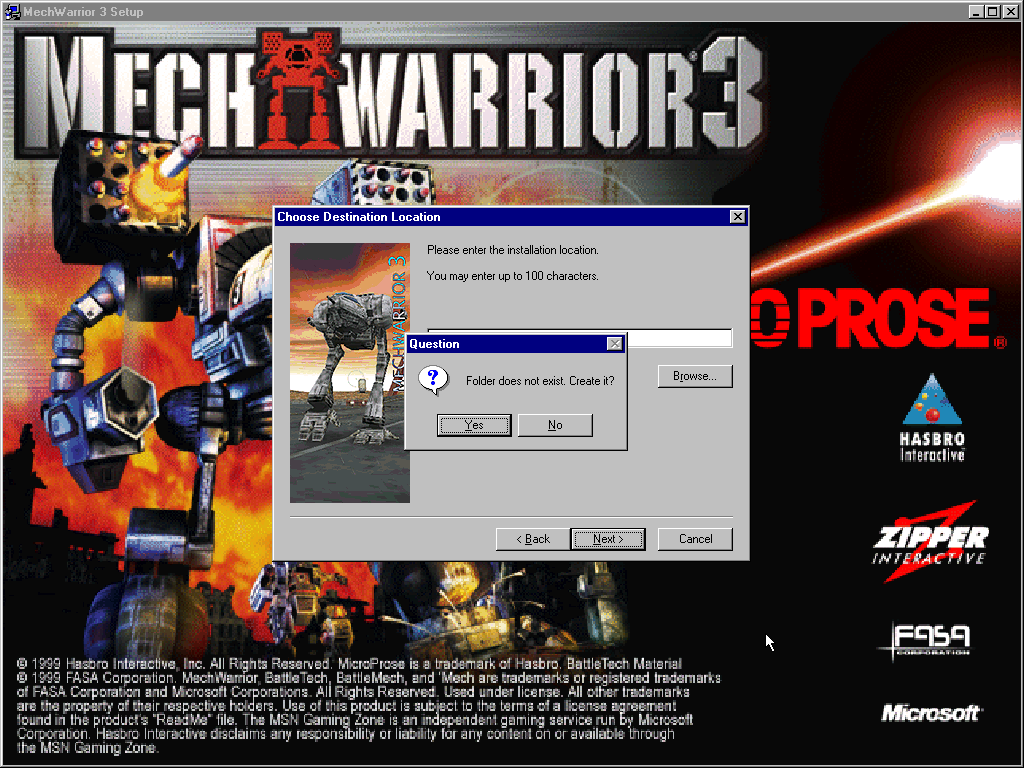 MechWarrior 3 Setup
MECHWARRIOR 3
Choose Destination Location
Please enter the installation location.
You may enter up to 100 characters.
MECHWARRIOR 3
Question
Folder does not exist. Create it?
Yes
No
Browse...
< Back
Next >
Cancel
O PROSE®
HASBRO
Interactive™
ZIPPER
INTERACTIVE™
FASA
CORPORATION
Microsoft®
© 1999 Hasbro Interactive, Inc. All Rights Reserved. MicroProse is a trademark of Hasbro. BattleTech Material
© 1999 FASA Corporation. MechWarrior, BattleTech, BattleMech, and 'Mech are trademarks or registered trademarks
of FASA Corporation and Microsoft Corporations. All Rights Reserved. Used under license. All other trademarks
are the property of their respective holders. Use of this product is subject to the terms of a license agreement
found in the product's "ReadMe" file. The MSN Gaming Zone is an independent gaming service run by Microsoft
Corporation. Hasbro Interactive disclaims any responsibility or liability for any content on or available through
the MSN Gaming Zone.